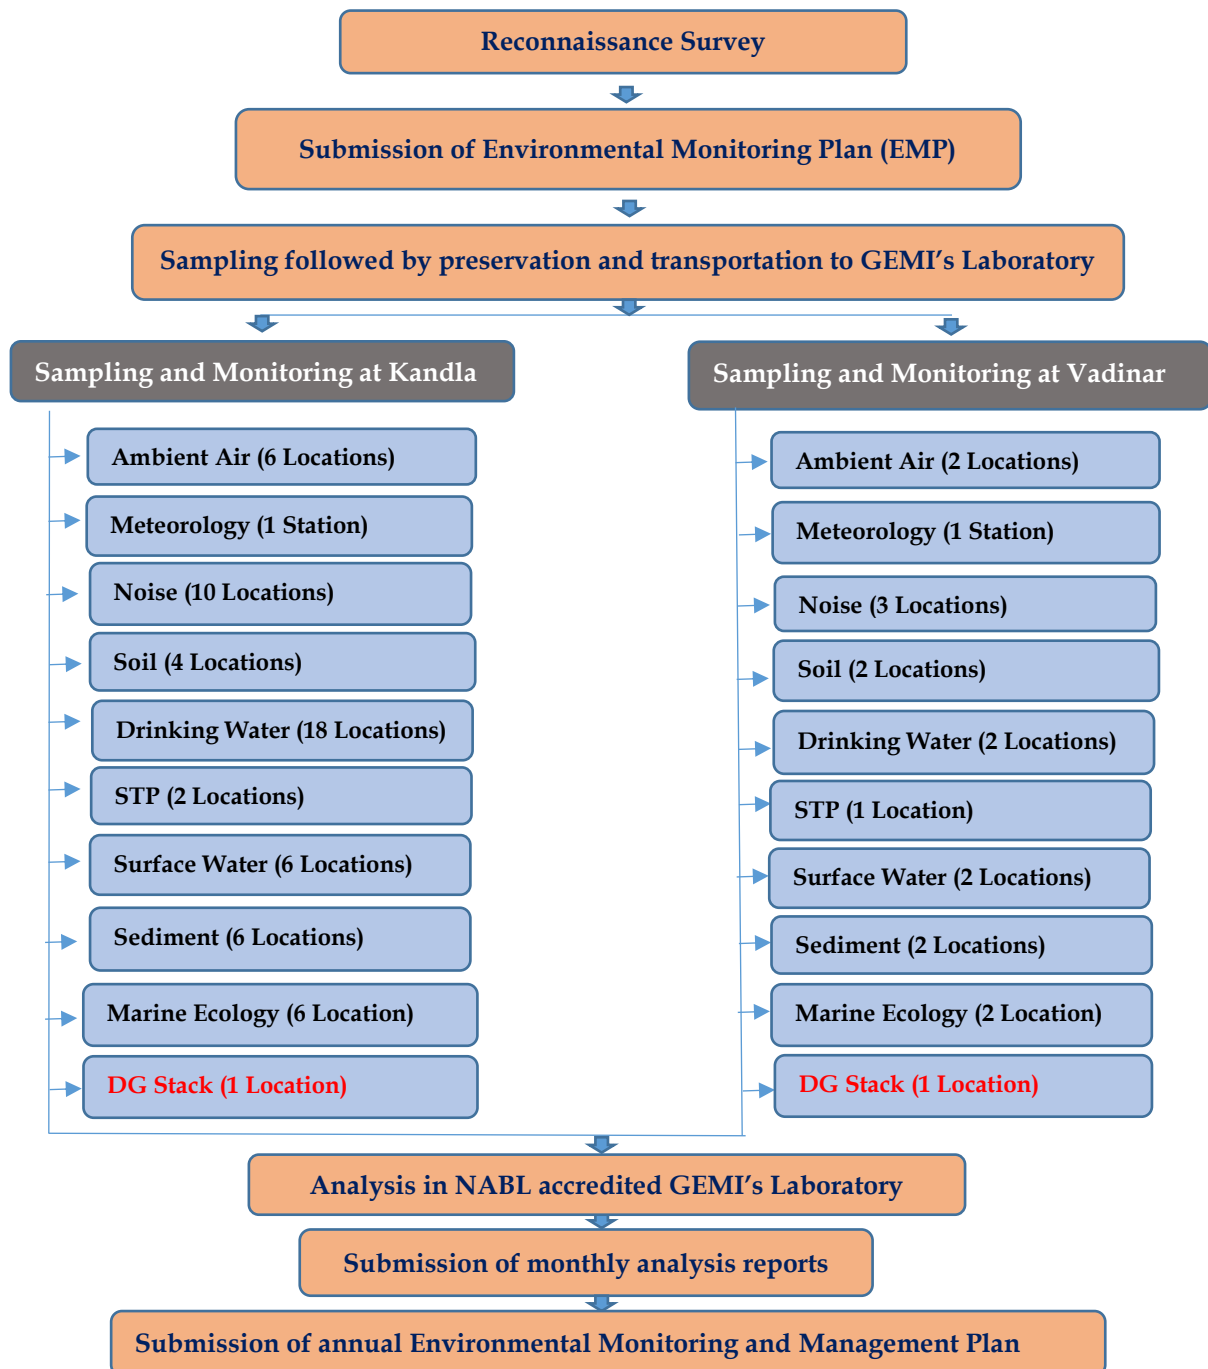 Reconnaissance Survey
Submission of Environmental Monitoring Plan (EMP)
Sampling followed by preservation and transportation to GEMI’s Laboratory
Sampling and Monitoring at Kandla
Ambient Air (6 Locations)
Meteorology (1 Station)
Noise (10 Locations)
Soil (4 Locations)
Drinking Water (18 Locations)
STP (2 Locations)
Surface Water (6 Locations)
Sediment (6 Locations)
Marine Ecology (6 Location)
DG Stack (1 Location)
Sampling and Monitoring at Vadinar
Ambient Air (2 Locations)
Meteorology (1 Station)
Noise (3 Locations)
Soil (2 Locations)
Drinking Water (2 Locations)
STP (1 Location)
Surface Water (2 Locations)
Sediment (2 Locations)
Marine Ecology (2 Location)
DG Stack (1 Location)
Analysis in NABL accredited GEMI’s Laboratory
Submission of monthly analysis reports
Submission of annual Environmental Monitoring and Management Plan